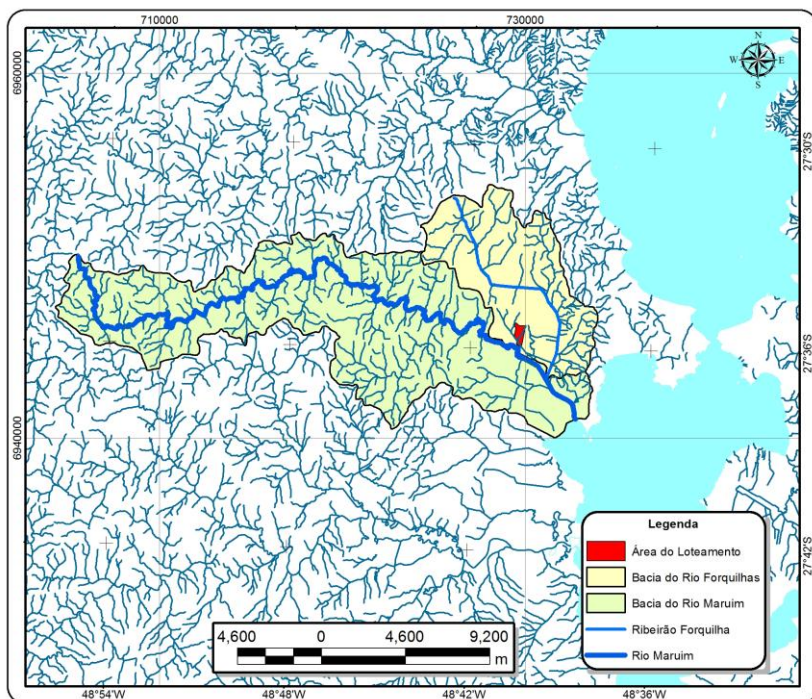 710000
730000
6960000
N
W
E
S
27°30'S
27°36'S
6940000
27°42'S
Legenda
Área do Loteamento
Bacia do Rio Forquilhas
Bacia do Rio Maruim
Ribeirão Forquilha
Rio Maruim
4,600 0 4,600 9,200
m
48°54'W
48°48'W
48°42'W
48°36'W